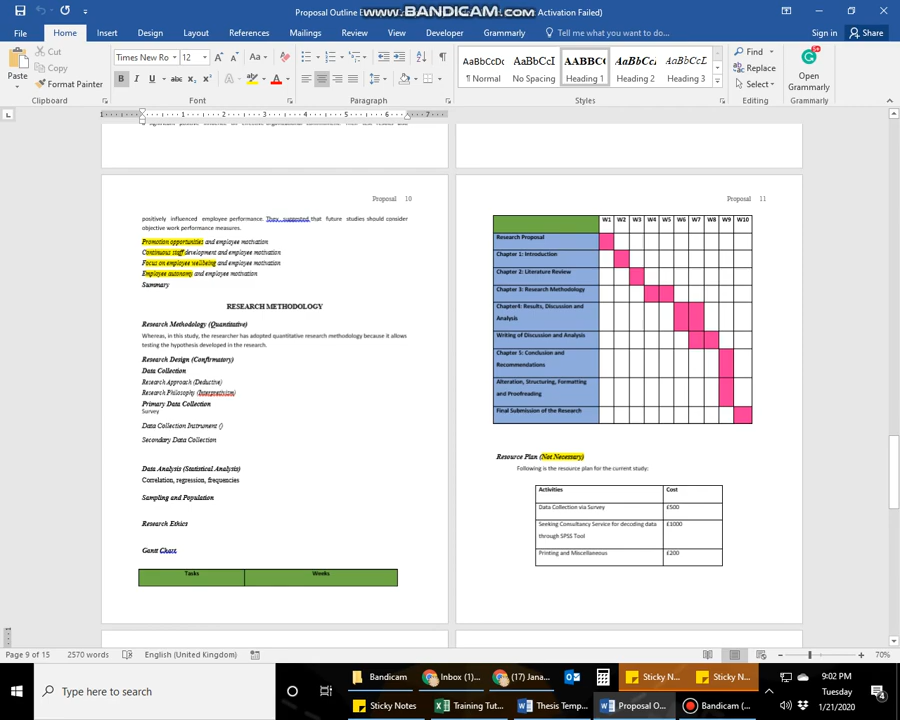 Proposal Outline E
www.BANDICAM.com
Activation Failed)
File
Home
Insert
Design
Layout
References
Mailings
Review
View
Developer
Grammarly
Tell me what you want to do...
Sign in
Share
Paste
Cut
Copy
Format Painter
Clipboard
Times New Ro
12
Font
Paragraph
AaBbCcDc
¶ Normal
AaBbCc
No Spacing
AABBC
Heading 1
AaBbCc
Heading 2
AaBbCc
Heading 3
Styles
Find
Replace
Select
Editing
Open
Grammarly
Grammarly
Proposal 10
positively influenced employee performance. They suggested that future studies should consider
objective work performance measures.
Promotion opportunities and employee motivation
Continuous staff development and employee motivation
Focus on employee wellbeing and employee motivation
Employee autonomy and employee motivation
Summary
RESEARCH METHODOLOGY
Research Methodology (Quantitative)
Whereas, in this study, the researcher has adopted quantitative research methodology because it allows
testing the hypothesis developed in the research.
Research Design (Confirmatory)
Data Collection
Research Approach (Deductive)
Research Philosophy (Interpretivism)
Primary Data Collection
Survey
Data Collection Instrument ()
Secondary Data Collection
Data Analysis (Statistical Analysis)
Correlation, regression, frequencies
Sampling and Population
Research Ethics
Gantt Chart
Tasks Weeks
Proposal 11
W1 W2 W3 W4 W5 W6 W7 W8 W9 W10
Research Proposal
Chapter 1: Introduction
Chapter 2: Literature Review
Chapter 3: Research Methodology
Chapter4: Results, Discussion and
Analysis
Writing of Discussion and Analysis
Chapter 5: Conclusion and
Recommendations
Alteration, Structuring, Formatting
and Proofreading
Final Submission of the Research
Resource Plan (Not Necessary)
Following is the resource plan for the current study:
Activities Cost
Data Collection via Survey £500
Seeking Consultancy Service for decoding data £1000
through SPSS Tool
Printing and Miscellaneous £200
Page 9 of 15
2570 words
English (United Kingdom)
70%
Type here to search
Bandicam
Inbox (1)...
(17) Jana...
Sticky N...
Sticky N...
Sticky Notes
Training Tut...
Thesis Temp...
Proposal O...
Bandicam (...
9:02 PM
Tuesday
1/21/2020
4